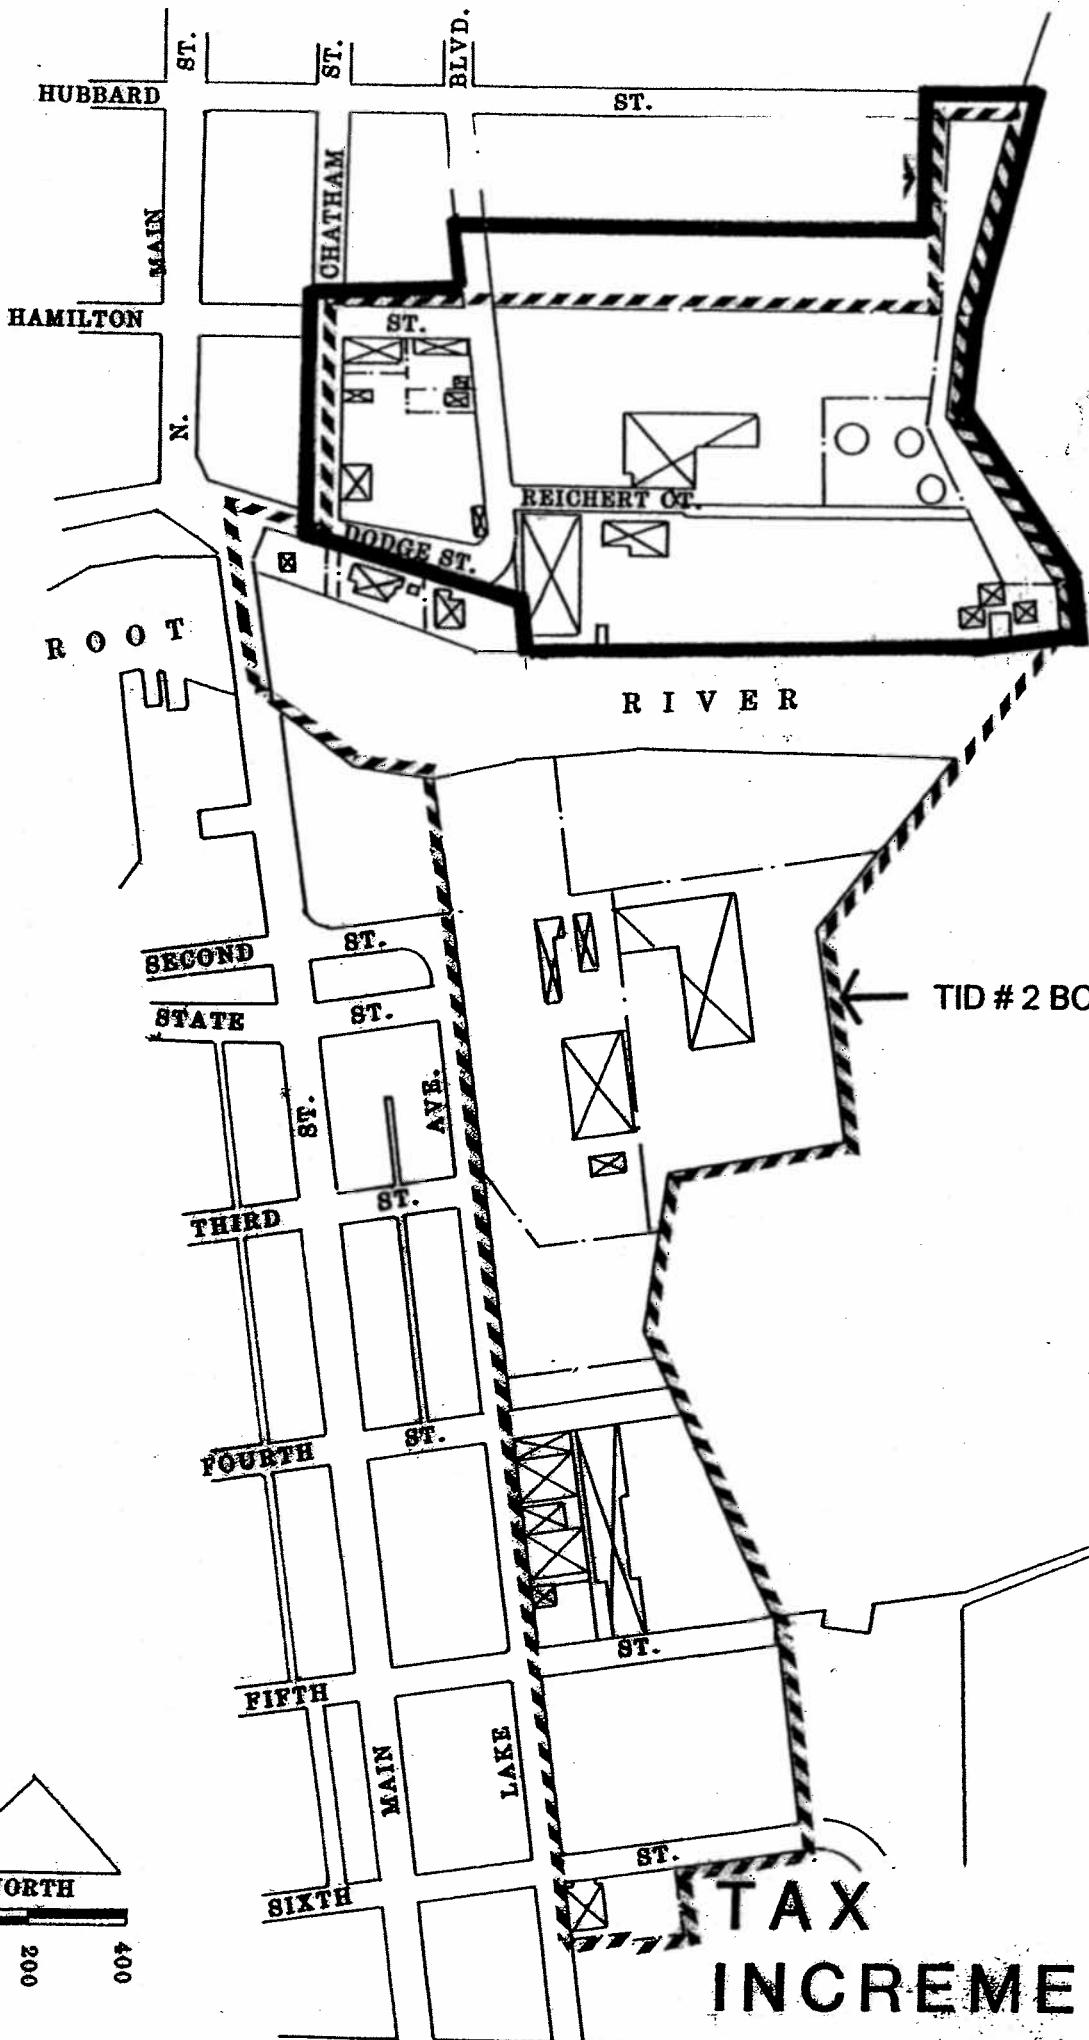 ST.
ST.
BLVD.
HUBBARD
ST.
CHATHAM
MAIN
HAMILTON
ST.
N.
REICHERT CT.
DODGE ST.
ROOT
RIVER
SECOND
ST.
STATE
ST.
TID # 2 BO
ST.
AVE.
THIRD
ST.
FOURTH
ST.
ST.
FIFTH
MAIN
LAKE
ST.
NORTH
SIXTH
200
400
TAX
INCREME